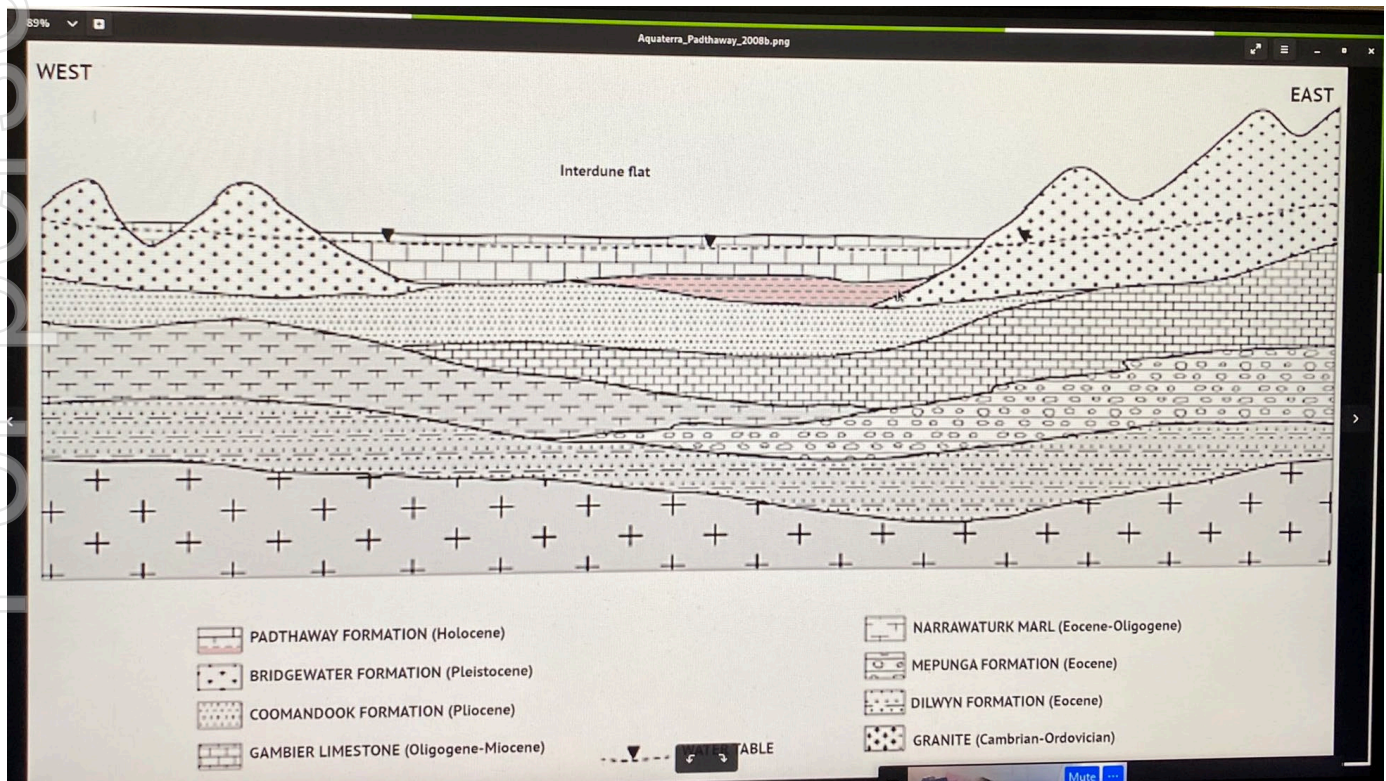 89%
Aquaterra_Padthaway_2008b.png
WEST
EAST
Interdune flat
PADTHAWAY FORMATION (Holocene)
BRIDGEWATER FORMATION (Pleistocene)
COOMANDOOK FORMATION (Pliocene)
GAMBIER LIMESTONE (Oligogene-Miocene)
WATER TABLE
NARRAWATURK MARL (Eocene-Oligogene)
MEPUNGA FORMATION (Eocene)
DILWYN FORMATION (Eocene)
GRANITE (Cambrian-Ordovician)
Mute